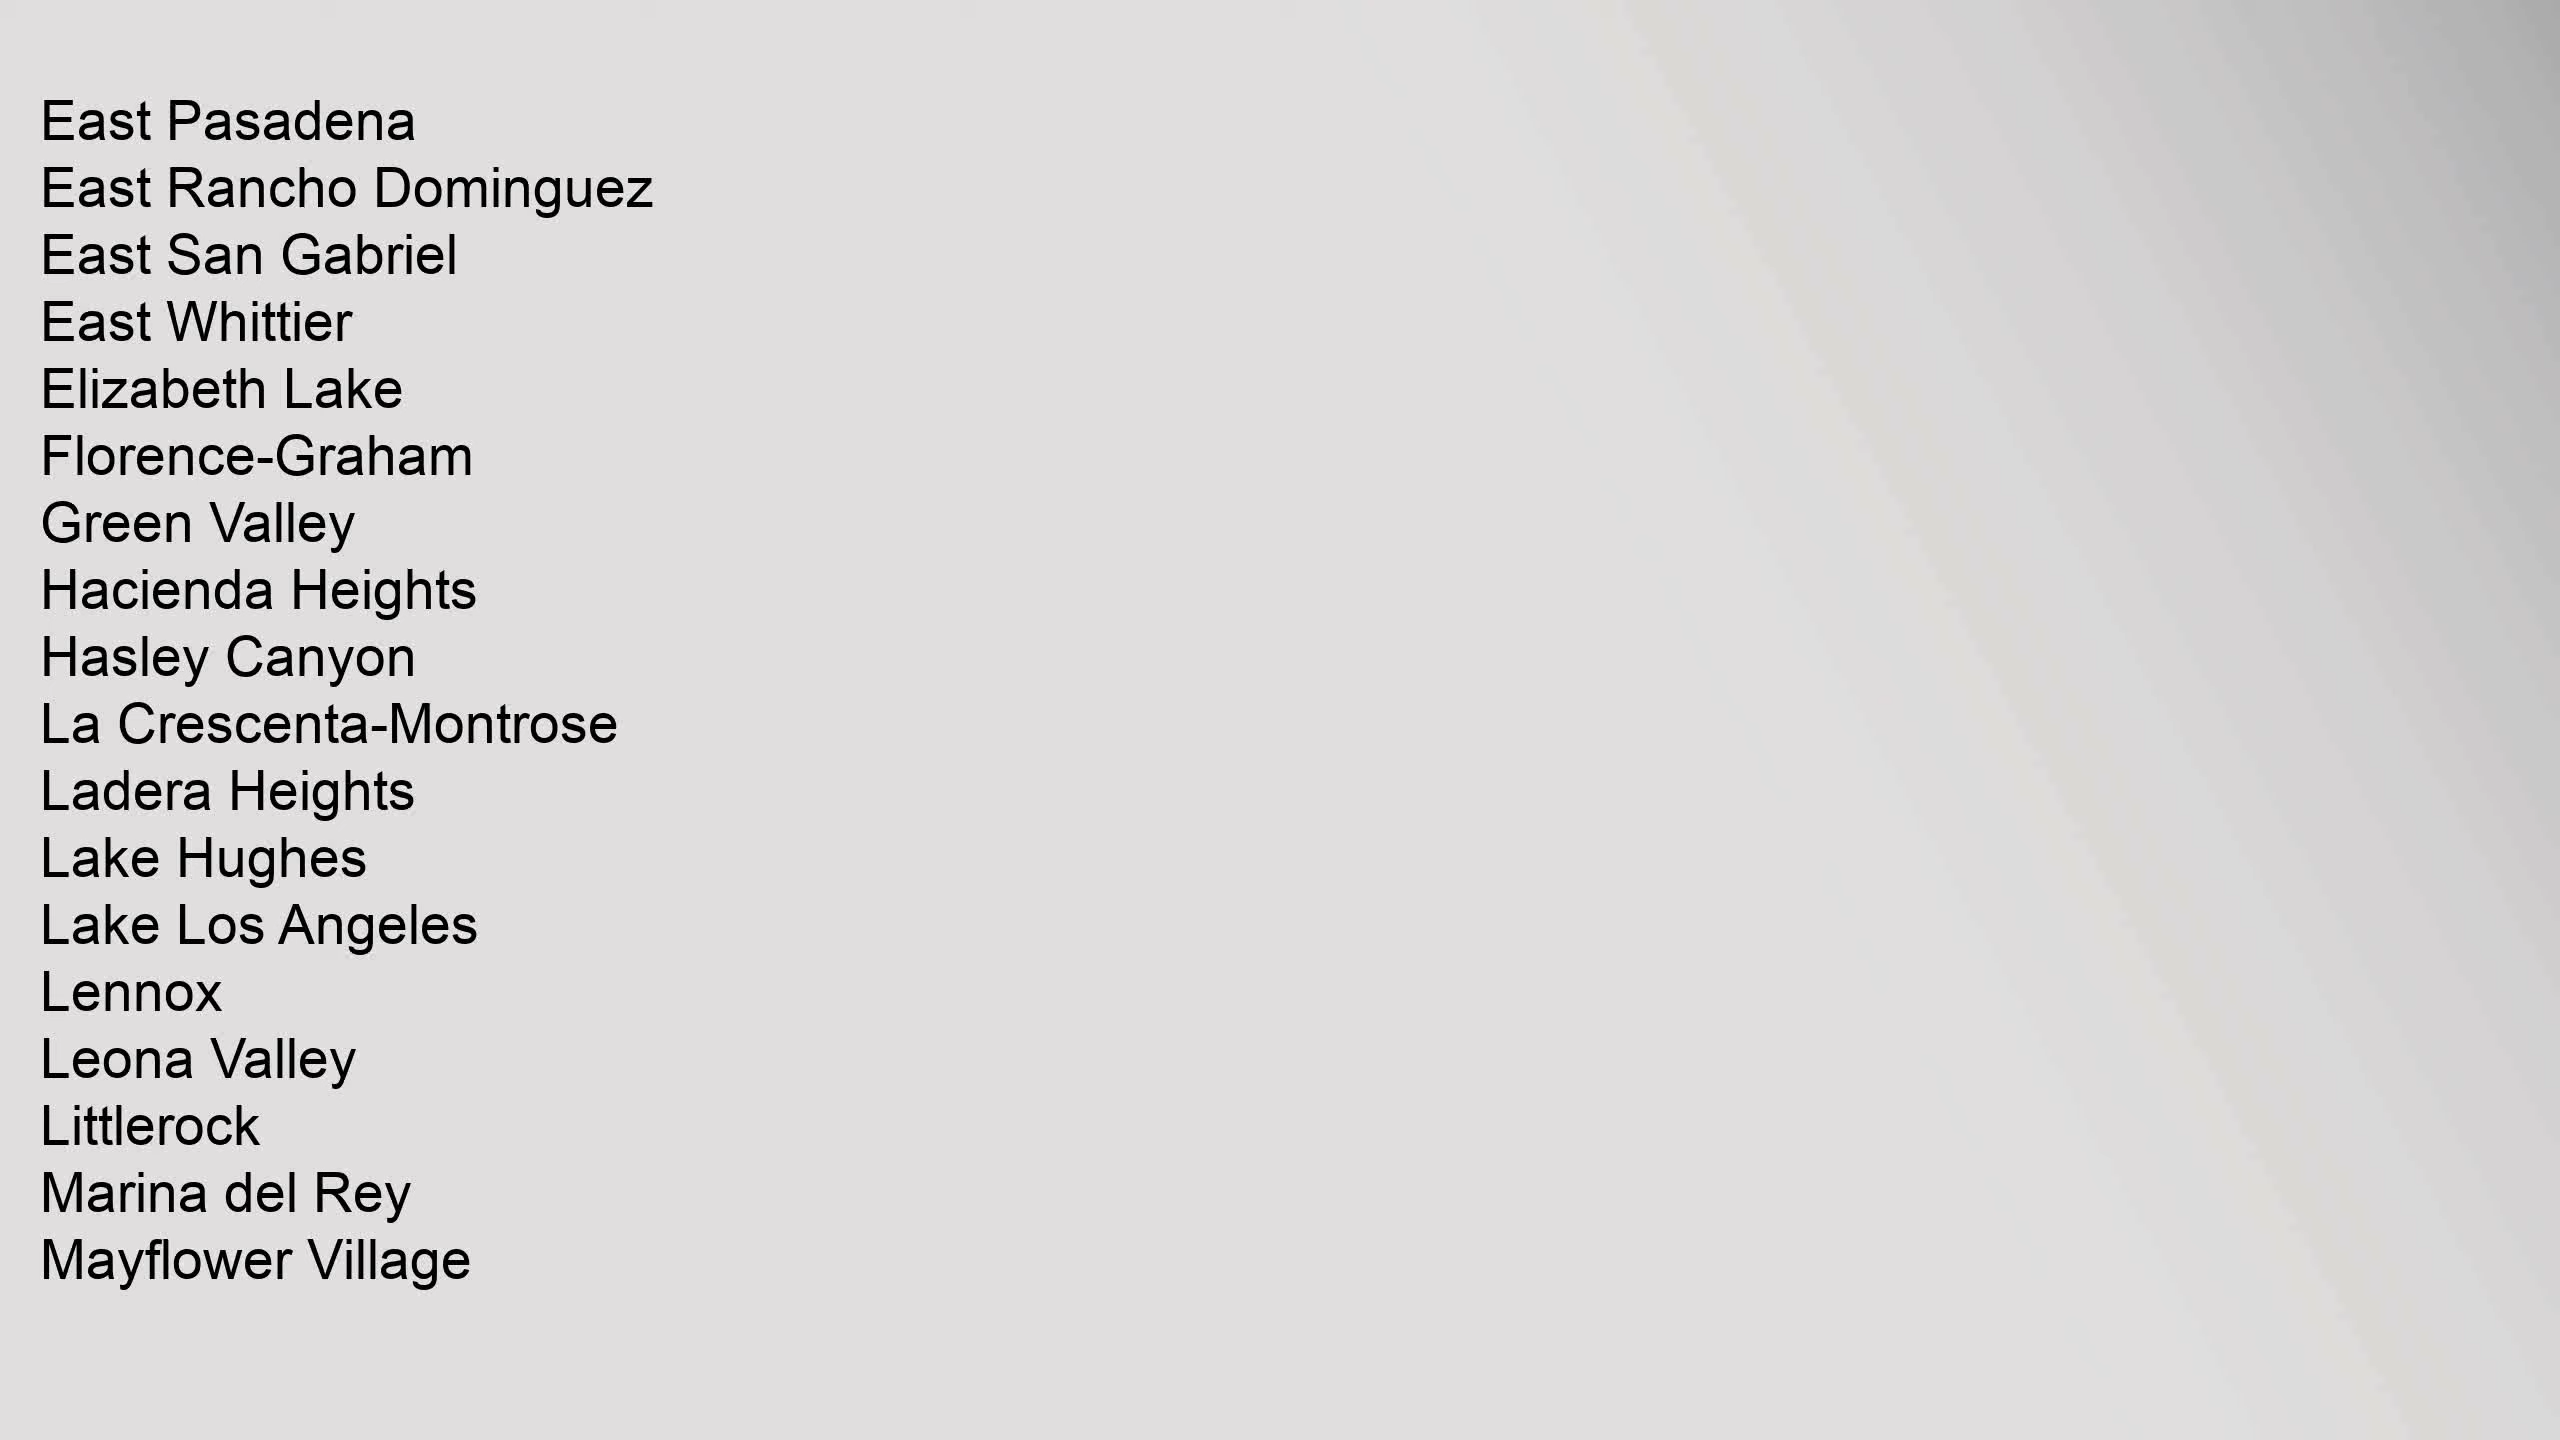 East Pasadena
East Rancho Dominguez
East San Gabriel
East Whittier
Elizabeth Lake
Florence-Graham
Green Valley
Hacienda Heights
Hasley Canyon
La Crescenta-Montrose
Ladera Heights
Lake Hughes
Lake Los Angeles
Lennox
Leona Valley
Littlerock
Marina del Rey
Mayflower Village